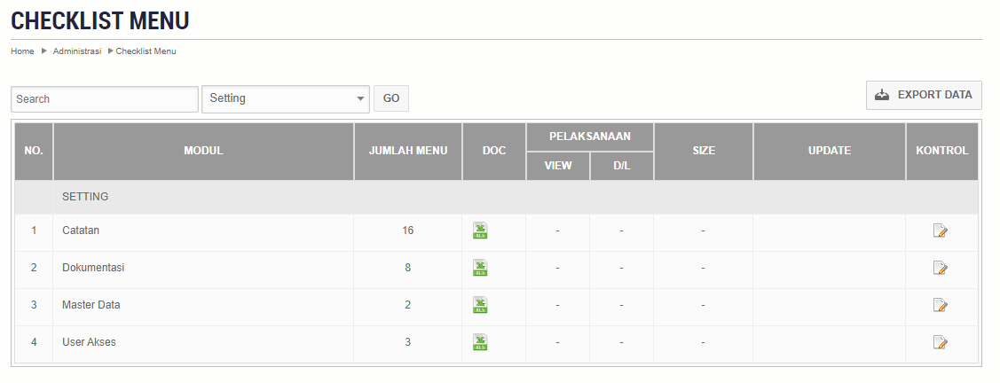 CHECKLIST MENU
Home Administrasi Checklist Menu
Search Setting GO EXPORT DATA
NO. MODUL JUMLAH MENU DOC PELAKSANAAN SIZE UPDATE KONTROL
VIEW D/L
SETTING
1 Catatan 16 XLS - - -
2 Dokumentasi 8 XLS - - -
3 Master Data 2 XLS - - -
4 User Akses 3 XLS - - -